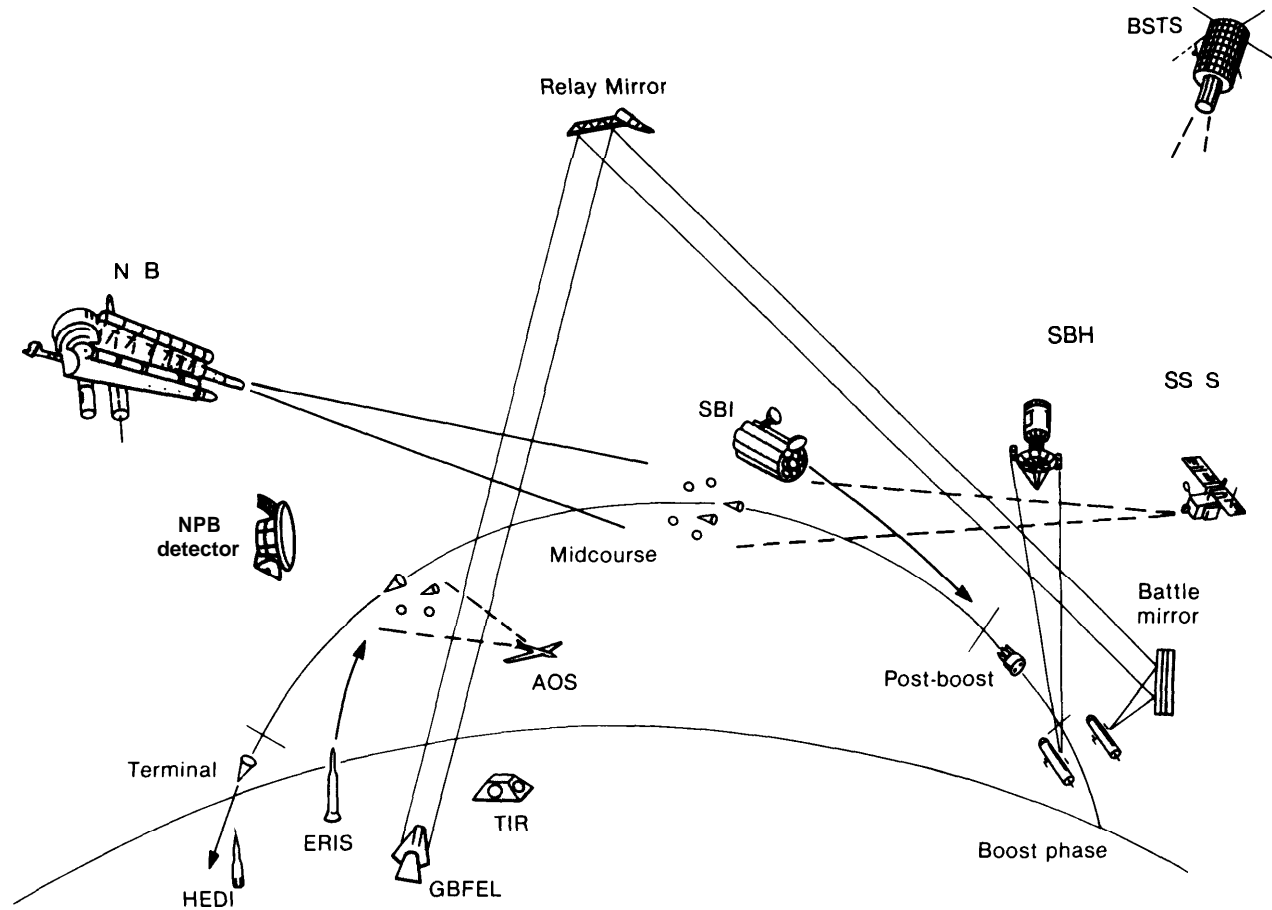 BSTS
Relay Mirror
N B
SBH
SS S
SBI
NPB
detector
Midcourse
Battle
mirror
AOS
Post-boost
Terminal
TIR
ERIS
Boost phase
HEDI
GBFEL